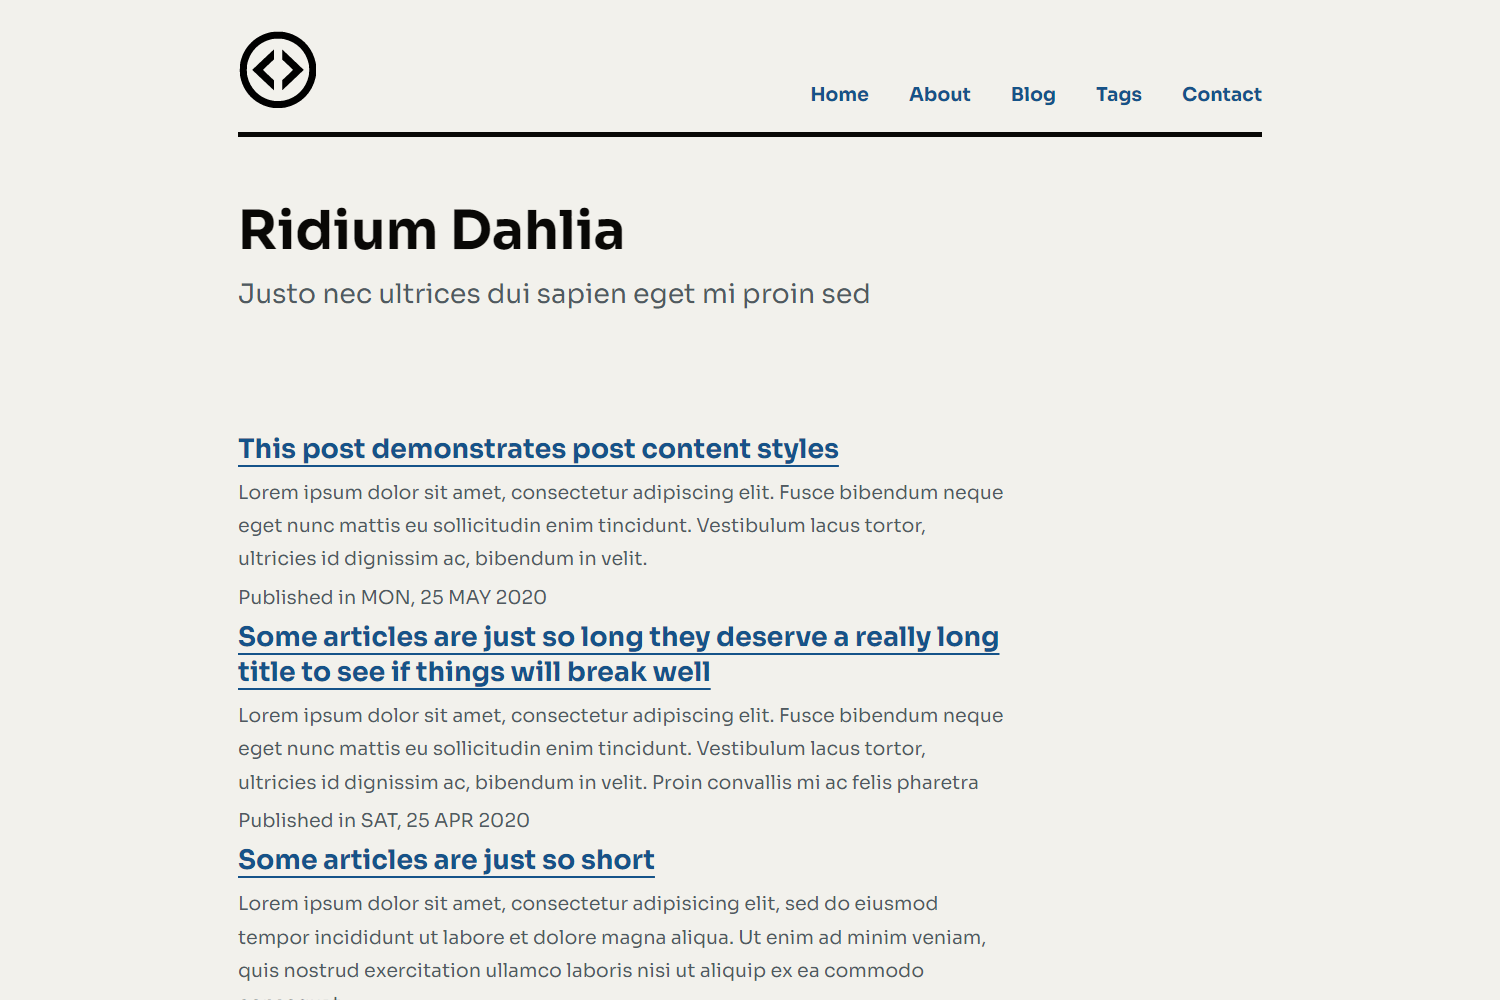 Home About Blog Tags Contact
Ridium Dahlia
Justo nec ultrices dui sapien eget mi proin sed
This post demonstrates post content styles
Lorem ipsum dolor sit amet, consectetur adipiscing elit. Fusce bibendum neque
eget nunc mattis eu sollicitudin enim tincidunt. Vestibulum lacus tortor,
ultricies id dignissim ac, bibendum in velit.
Published in MON, 25 MAY 2020
Some articles are just so long they deserve a really long
title to see if things will break well
Lorem ipsum dolor sit amet, consectetur adipiscing elit. Fusce bibendum neque
eget nunc mattis eu sollicitudin enim tincidunt. Vestibulum lacus tortor,
ultricies id dignissim ac, bibendum in velit. Proin convallis mi ac felis pharetra
Published in SAT, 25 APR 2020
Some articles are just so short
Lorem ipsum dolor sit amet, consectetur adipisicing elit, sed do eiusmod
tempor incididunt ut labore et dolore magna aliqua. Ut enim ad minim veniam,
quis nostrud exercitation ullamco laboris nisi ut aliquip ex ea commodo